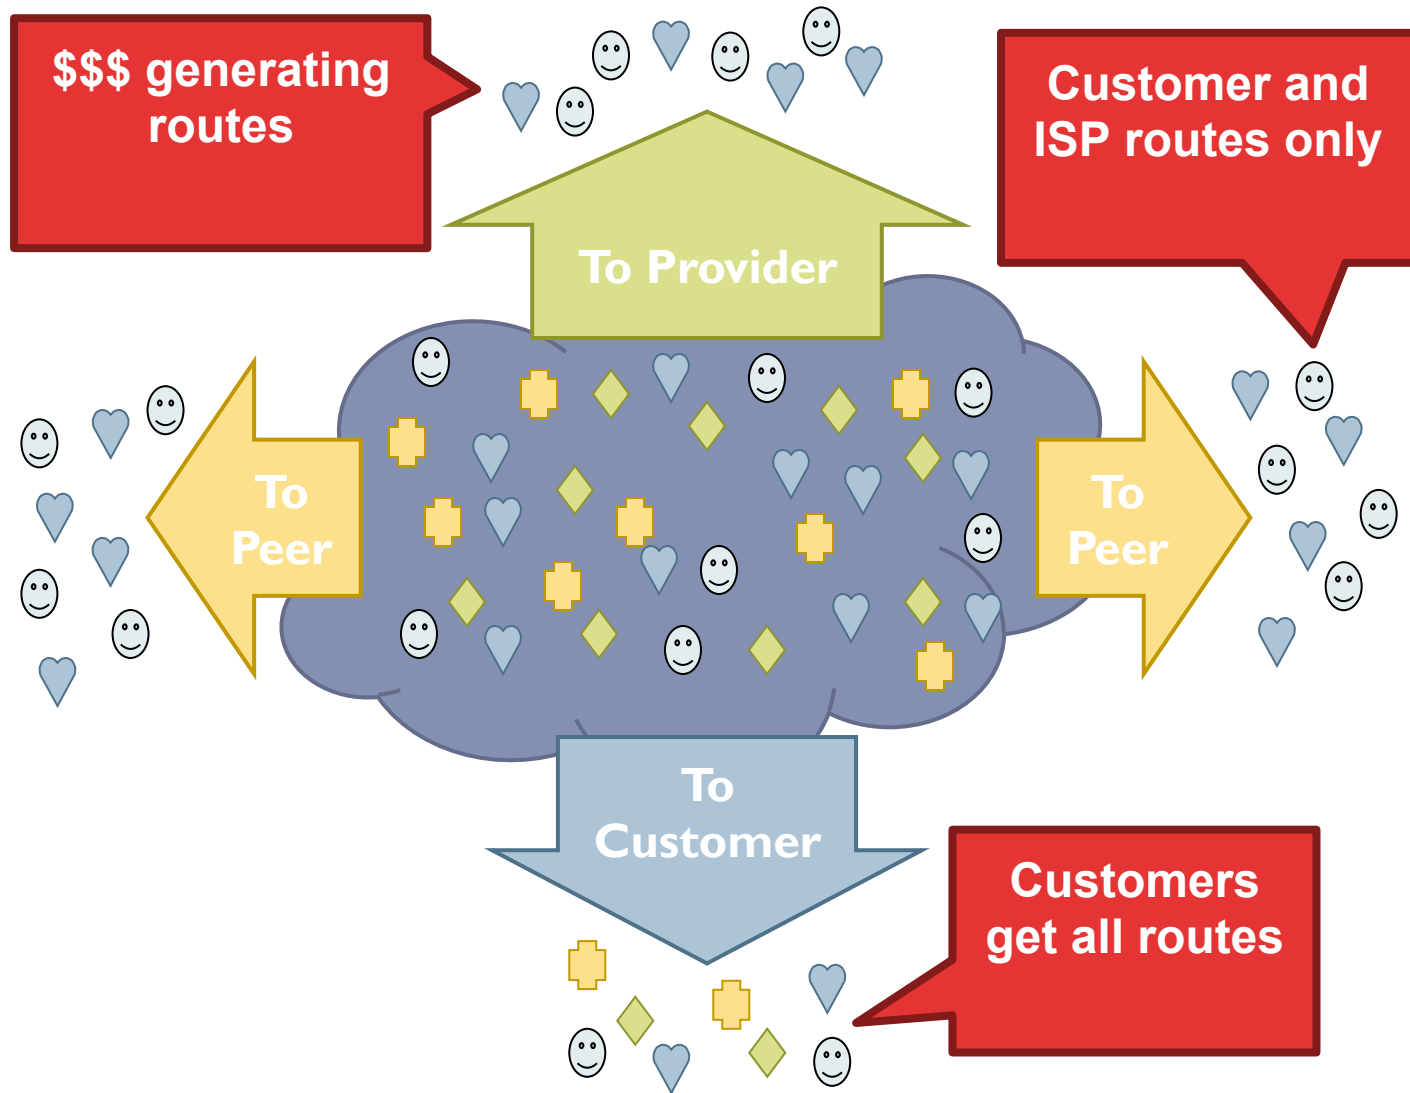 $$$ generating
routes
Customer and
ISP routes only
To Provider
To
Peer
To
Peer
To
Customer
Customers
get all routes